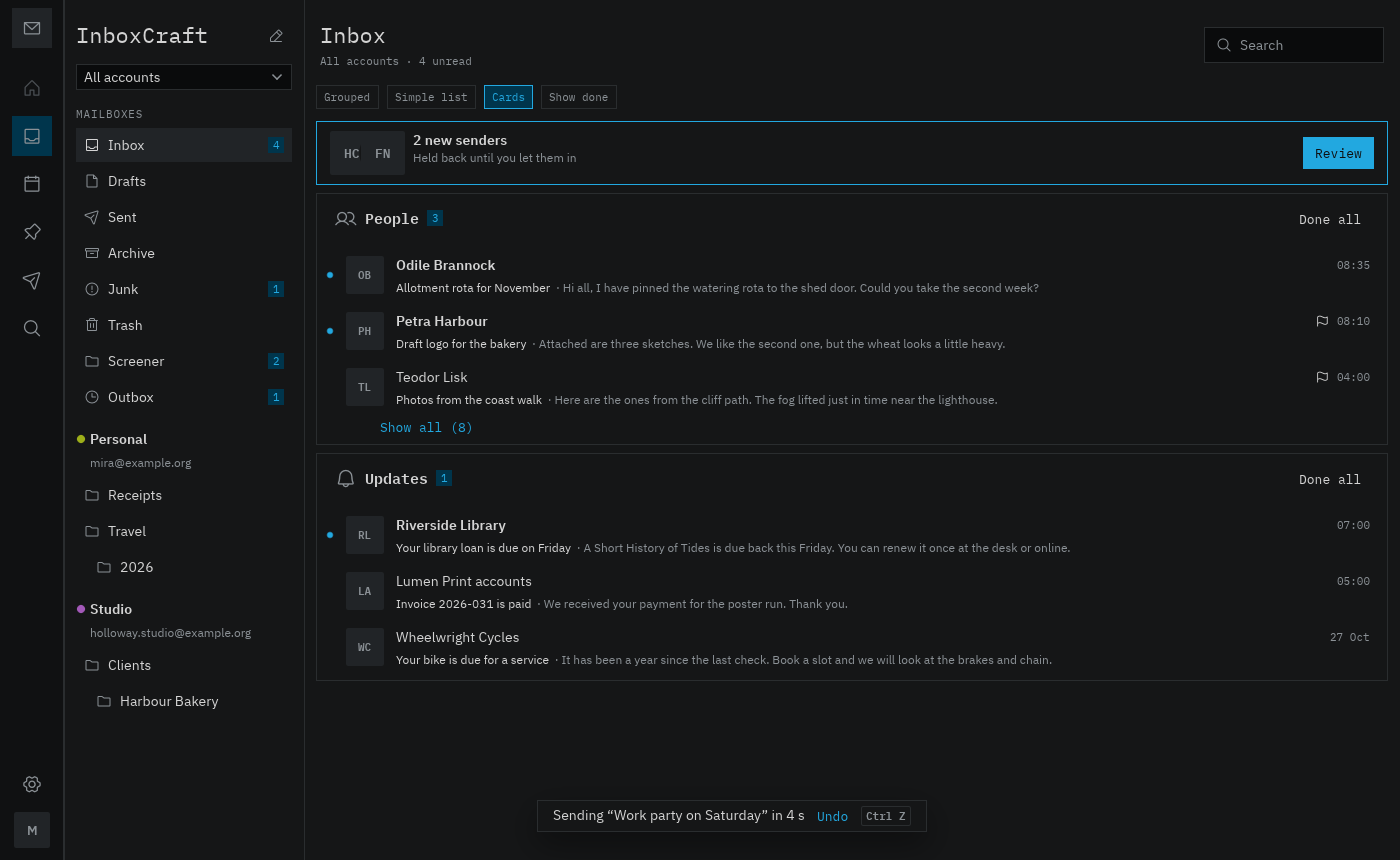 InboxCraft
All accounts
MAILBOXES
Inbox 4
Drafts
Sent
Archive
Junk 1
Trash
Screener 2
Outbox 1
Personal
mira@example.org
Receipts
Travel
2026
Studio
holloway.studio@example.org
Clients
Harbour Bakery
M
Inbox
All accounts · 4 unread
Search
Grouped Simple list Cards Show done
HC FN
2 new senders
Held back until you let them in
Review
People 3 Done all
OB
Odile Brannock 08:35
Allotment rota for November · Hi all, I have pinned the watering rota to the shed door. Could you take the second week?
PH
Petra Harbour 08:10
Draft logo for the bakery · Attached are three sketches. We like the second one, but the wheat looks a little heavy.
TL
Teodor Lisk 04:00
Photos from the coast walk · Here are the ones from the cliff path. The fog lifted just in time near the lighthouse.
Show all (8)
Updates 1 Done all
RL
Riverside Library 07:00
Your library loan is due on Friday · A Short History of Tides is due back this Friday. You can renew it once at the desk or online.
LA
Lumen Print accounts 05:00
Invoice 2026-031 is paid · We received your payment for the poster run. Thank you.
WC
Wheelwright Cycles 27 Oct
Your bike is due for a service · It has been a year since the last check. Book a slot and we will look at the brakes and chain.
Sending “Work party on Saturday” in 4 s Undo Ctrl Z